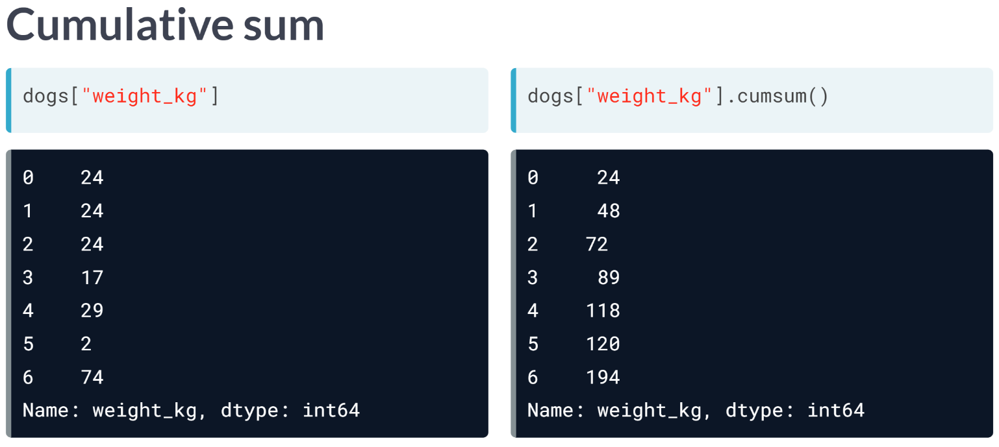 Cumulative sum
dogs["weight_kg"]
0    24
1    24
2    24
3    17
4    29
5    2
6    74
Name: weight_kg, dtype: int64
dogs["weight_kg"].cumsum()
0     24
1     48
2    72
3     89
4    118
5    120
6    194
Name: weight_kg, dtype: int64